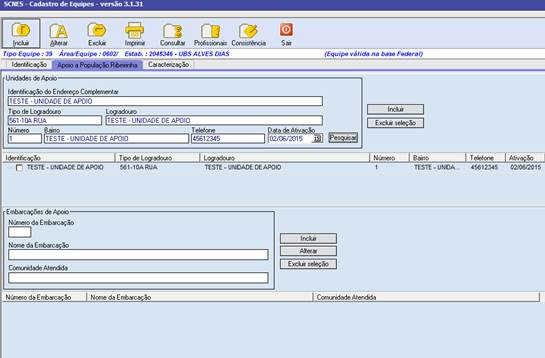 SCNES - Cadastro de Equipes - versão 3.1.31
Incluir Alterar Excluir Imprimir Consultar Profissionais Consistência Sair
Tipo Equipe : 39 Área/Equipe : 0602/ Estab. : 2045346 - UBS ALVES DIAS (Equipe válida na base Federal)
Identificação Apoio a População Ribeirinha Caracterização
Unidades de Apoio
Identificação do Endereço Complementar
TESTE - UNIDADE DE APOIO
Incluir
Tipo de Logradouro Logradouro
561-10A RUA TESTE - UNIDADE DE APOIO
Excluir seleção
Número Bairro Telefone Data de Ativação
1 TESTE - UNIDADE DE APOIO 45612345 02/06/2015 Pesquisar
Identificação Tipo de Logradouro Logradouro Número Bairro Telefone Ativação
TESTE - UNIDADE DE APOIO 561-10A RUA TESTE - UNIDADE DE APOIO 1 TESTE - UNIDA... 45612345 02/06/2015
Embarcações de Apoio
Número da Embarcação
Incluir
Nome da Embarcação
Alterar
Excluir seleção
Comunidade Atendida
Número da Embarcação Nome da Embarcação Comunidade Atendida